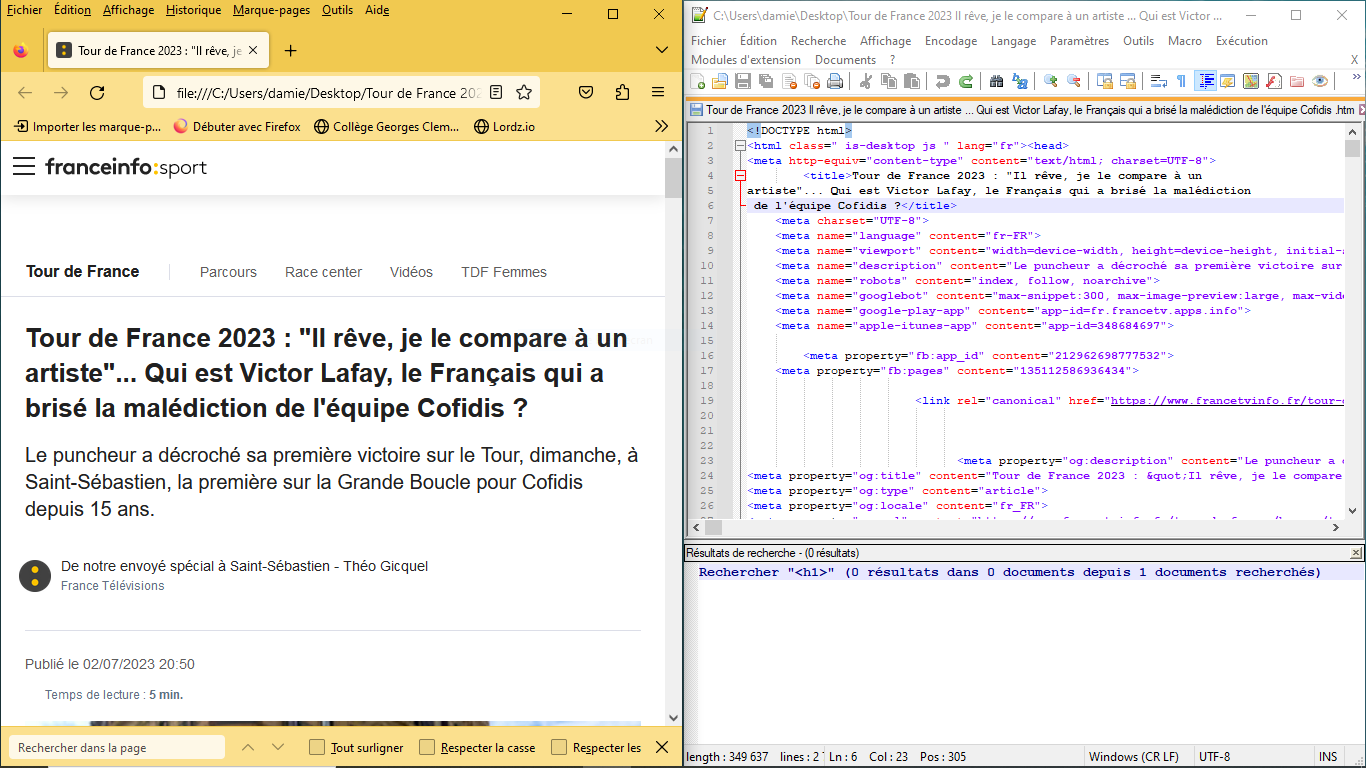 Fichier Édition Affichage Historique Marque-pages Outils Aide
Tour de France 2023 : "Il rêve, je
file:///C:/Users/damie/Desktop/Tour de France 202
Importer les marque-p... Débuter avec Firefox Collège Georges Clem... Lordz.io
franceinfo:sport
Tour de France Parcours Race center Vidéos TDF Femmes
Tour de France 2023 : "Il rêve, je le compare à un
artiste"... Qui est Victor Lafay, le Français qui a
brisé la malédiction de l'équipe Cofidis ?
Le puncheur a décroché sa première victoire sur le Tour, dimanche, à
Saint-Sébastien, la première sur la Grande Boucle pour Cofidis
depuis 15 ans.
De notre envoyé spécial à Saint-Sébastien - Théo Gicquel
France Télévisions
Publié le 02/07/2023 20:50
Temps de lecture : 5 min.
Rechercher dans la page Tout surligner Respecter la casse Respecter les
C:\Users\damie\Desktop\Tour de France 2023 Il rêve, je le compare à un artiste ... Qui est Victor ...
Fichier Édition Recherche Affichage Encodage Langage Paramètres Outils Macro Exécution
Modules d'extension Documents ? X
Tour de France 2023 Il rêve, je le compare à un artiste ... Qui est Victor Lafay, le Français qui a brisé la malédiction de l'équipe Cofidis .htm
1 <!DOCTYPE html>
2 <html class=" is-desktop js " lang="fr"><head>
3 <meta http-equiv="content-type" content="text/html; charset=UTF-8">
4 <title>Tour de France 2023 : "Il rêve, je le compare à un
5 artiste"... Qui est Victor Lafay, le Français qui a brisé la malédiction
6 de l'équipe Cofidis ?</title>
7 <meta charset="UTF-8">
8 <meta name="language" content="fr-FR">
9 <meta name="viewport" content="width=device-width, height=device-height, initial-
10 <meta name="description" content="Le puncheur a décroché sa première victoire sur
11 <meta name="robots" content="index, follow, noarchive">
12 <meta name="googlebot" content="max-snippet:300, max-image-preview:large, max-vide
13 <meta name="google-play-app" content="app-id=fr.francetv.apps.info">
14 <meta name="apple-itunes-app" content="app-id=348684697">
15
16 <meta property="fb:app_id" content="212962698777532">
17 <meta property="fb:pages" content="135112586936434">
18
19 <link rel="canonical" href="https://www.francetvinfo.fr/tour-
20
21
22
23 <meta property="og:description" content="Le puncheur a
24 <meta property="og:title" content="Tour de France 2023 : &quot;Il rêve, je le compare
25 <meta property="og:type" content="article">
26 <meta property="og:locale" content="fr_FR">
Résultats de recherche - (0 résultats)
Rechercher "<h1>" (0 résultats dans 0 documents depuis 1 documents recherchés)
length : 349 637 lines : 2 Ln : 6 Col : 23 Pos : 305 Windows (CR LF) UTF-8 INS